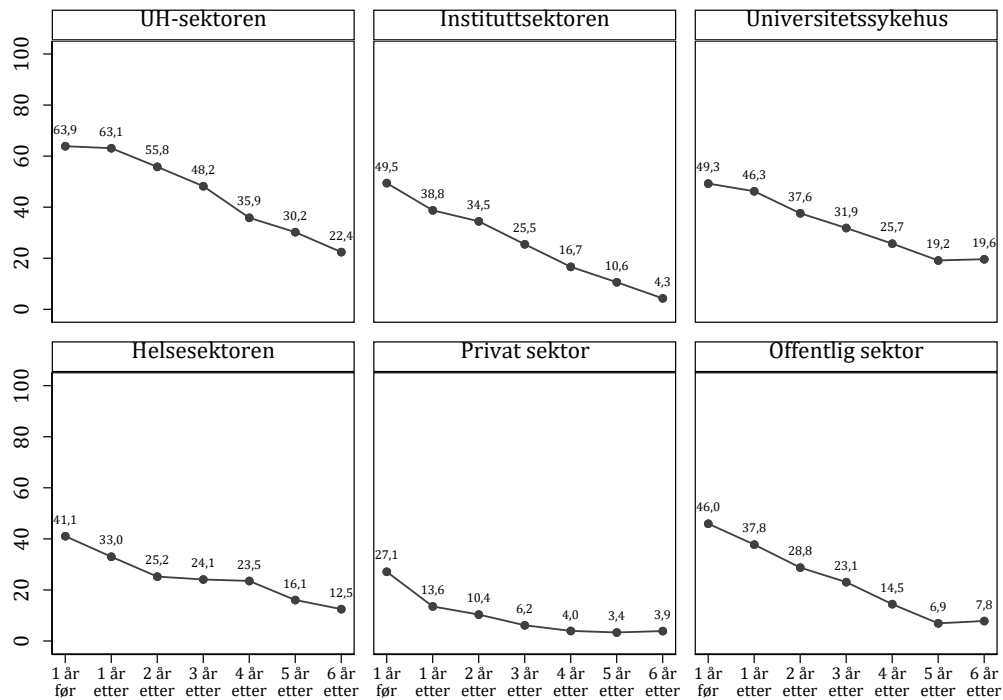 UH-sektoren
Instituttsektoren
Universitetssykehus
100
80
60
40
20
0
63,9
63,1
55,8
48,2
35,9
30,2
22,4
49,5
38,8
34,5
25,5
16,7
10,6
4,3
49,3
46,3
37,6
31,9
25,7
19,2
19,6
Helsesektoren
Privat sektor
Offentlig sektor
100
80
60
40
20
0
41,1
33,0
25,2
24,1
23,5
16,1
12,5
27,1
13,6
10,4
6,2
4,0
3,4
3,9
46,0
37,8
28,8
23,1
14,5
6,9
7,8
1 år
før
1 år
etter
2 år
etter
3 år
etter
4 år
etter
5 år
etter
6 år
etter
1 år
før
1 år
etter
2 år
etter
3 år
etter
4 år
etter
5 år
etter
6 år
etter
1 år
før
1 år
etter
2 år
etter
3 år
etter
4 år
etter
5 år
etter
6 år
etter